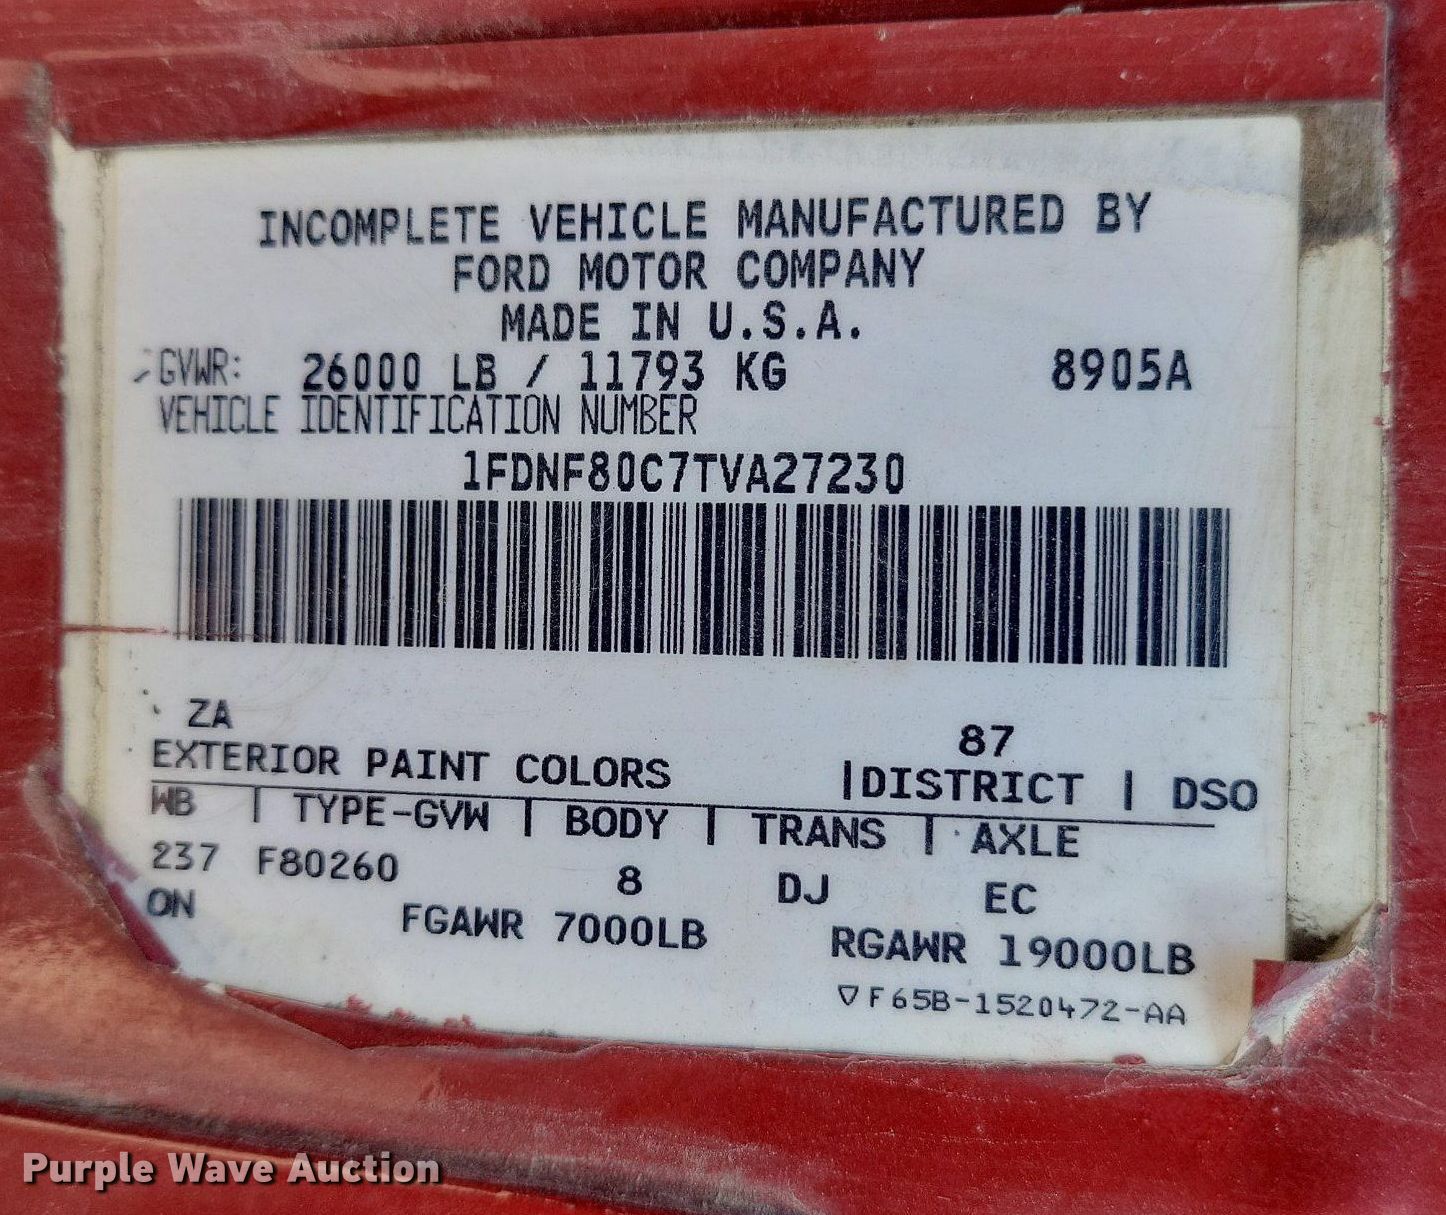 INCOMPLETE VEHICLE MANUFACTURED BY
FORD MOTOR COMPANY
MADE IN U.S.A.
GVWR: 26000 LB / 11793 KG 8905A
VEHICLE IDENTIFICATION NUMBER
1FDNF80C7TVA27230
ZA 87
EXTERIOR PAINT COLORS |DISTRICT | DSO
WB | TYPE-GVW | BODY | TRANS | AXLE
237 F80260 8 DJ EC
ON FGAWR 7000LB RGAWR 19000LB
▽F65B-1520472-AA
Purple Wave Auction